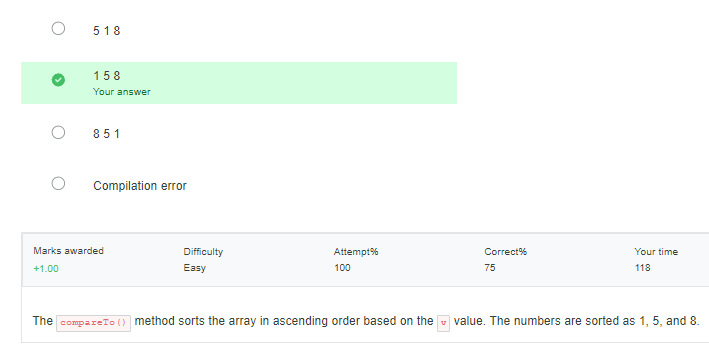 5 1 8
1 5 8
Your answer
8 5 1
Compilation error
Marks awarded Difficulty Attempt% Correct% Your time
+1.00 Easy 100 75 118
The compareTo() method sorts the array in ascending order based on the v value. The numbers are sorted as 1, 5, and 8.